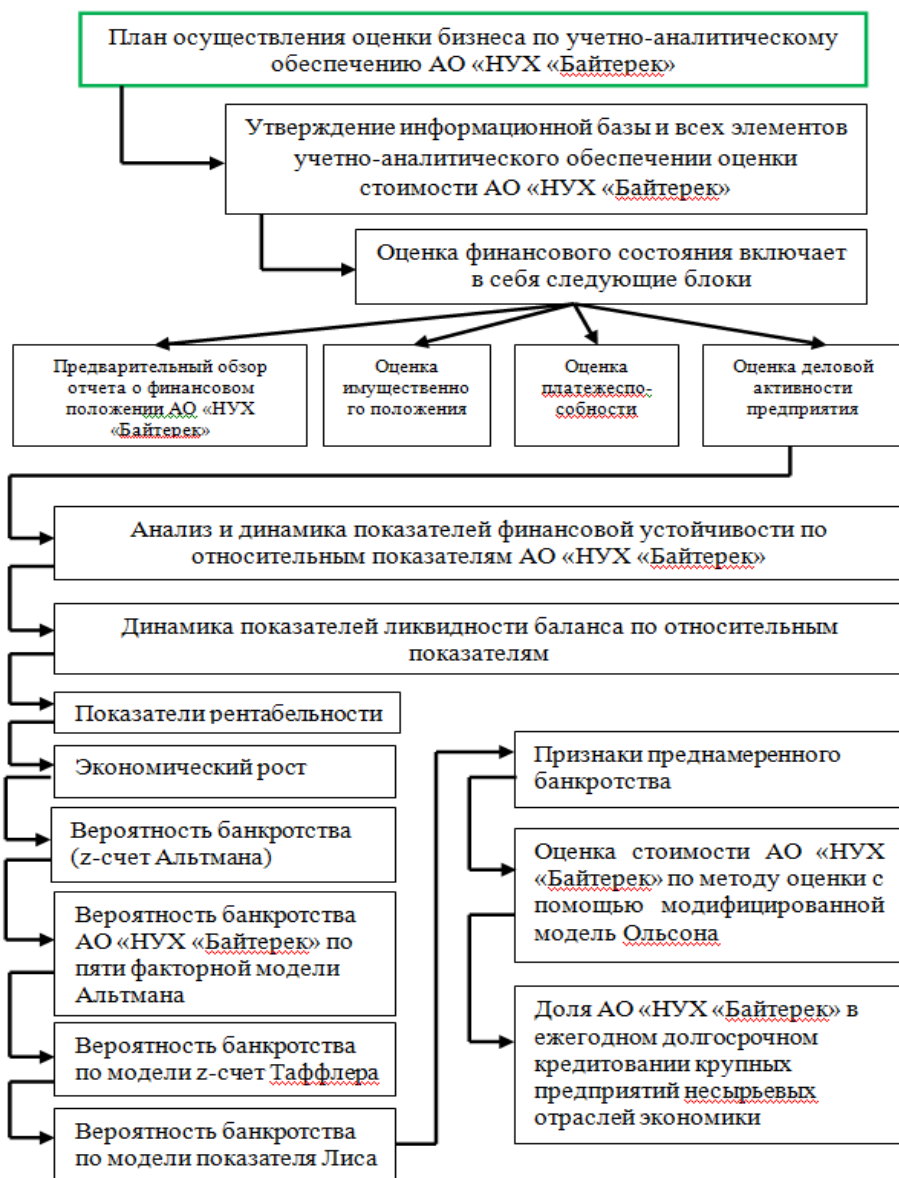 План осуществления оценки бизнеса по учетно-аналитическому
обеспечению АО «НУХ «Байтерек»
Утверждение информационной базы и всех элементов
учетно-аналитического обеспечении оценки
стоимости АО «НУХ «Байтерек»
Оценка финансового состояния включает
в себя следующие блоки
Предварительный обзор
отчета о финансовом
положении АО «НУХ
«Байтерек»
Оценка
имущественно
го положения
Оценка
платежеспо-
собности
Оценка деловой
активности
предприятия
Анализ и динамика показателей финансовой устойчивости по
относительным показателям АО «НУХ «Байтерек»
Динамика показателей ликвидности баланса по относительным
показателям
Показатели рентабельности
Экономический рост
Вероятность банкротства
(z-счет Альтмана)
Вероятность банкротства
АО «НУХ «Байтерек» по
пяти факторной модели
Альтмана
Вероятность банкротства
по модели z-счет Таффлера
Вероятность банкротства
по модели показателя Лиса
Признаки преднамеренного
банкротства
Оценка стоимости АО «НУХ
«Байтерек» по методу оценки с
помощью модифицированной
модель Ольсона
Доля АО «НУХ «Байтерек» в
ежегодном долгосрочном
кредитовании крупных
предприятий несырьевых
отраслей экономики